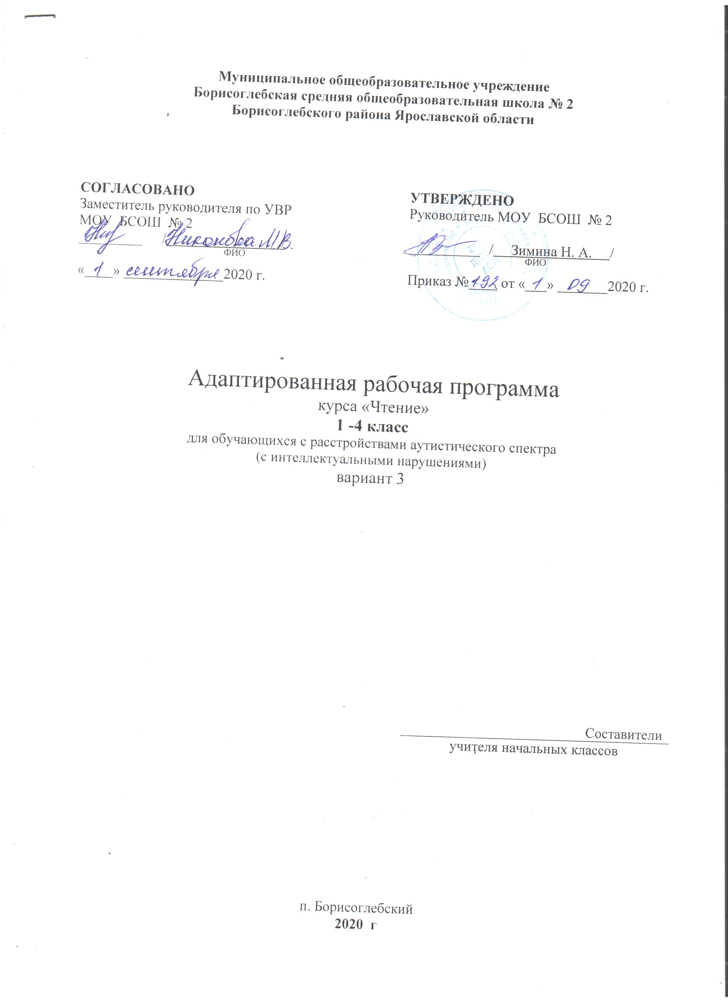 Муниципальное общеобразовательное учреждение
Борисоглебская средняя общеобразовательная школа № 2
Борисоглебского района Ярославской области
СОГЛАСОВАНО
Заместитель руководителя по УВР
МОУ БСОШ № 2
/Никонова М.В.
ФИО
«1» сентября 2020 г.
УТВЕРЖДЕНО
Руководитель МОУ БСОШ № 2
/ Зимина Н. А. /
ФИО
Приказ № 192 от «1» 09 2020 г.
Адаптированная рабочая программа
курса «Чтение»
1 -4 класс
для обучающихся с расстройствами аутистического спектра
(с интеллектуальными нарушениями)
вариант 3
Составители
учителя начальных классов
п. Борисоглебский
2020 г